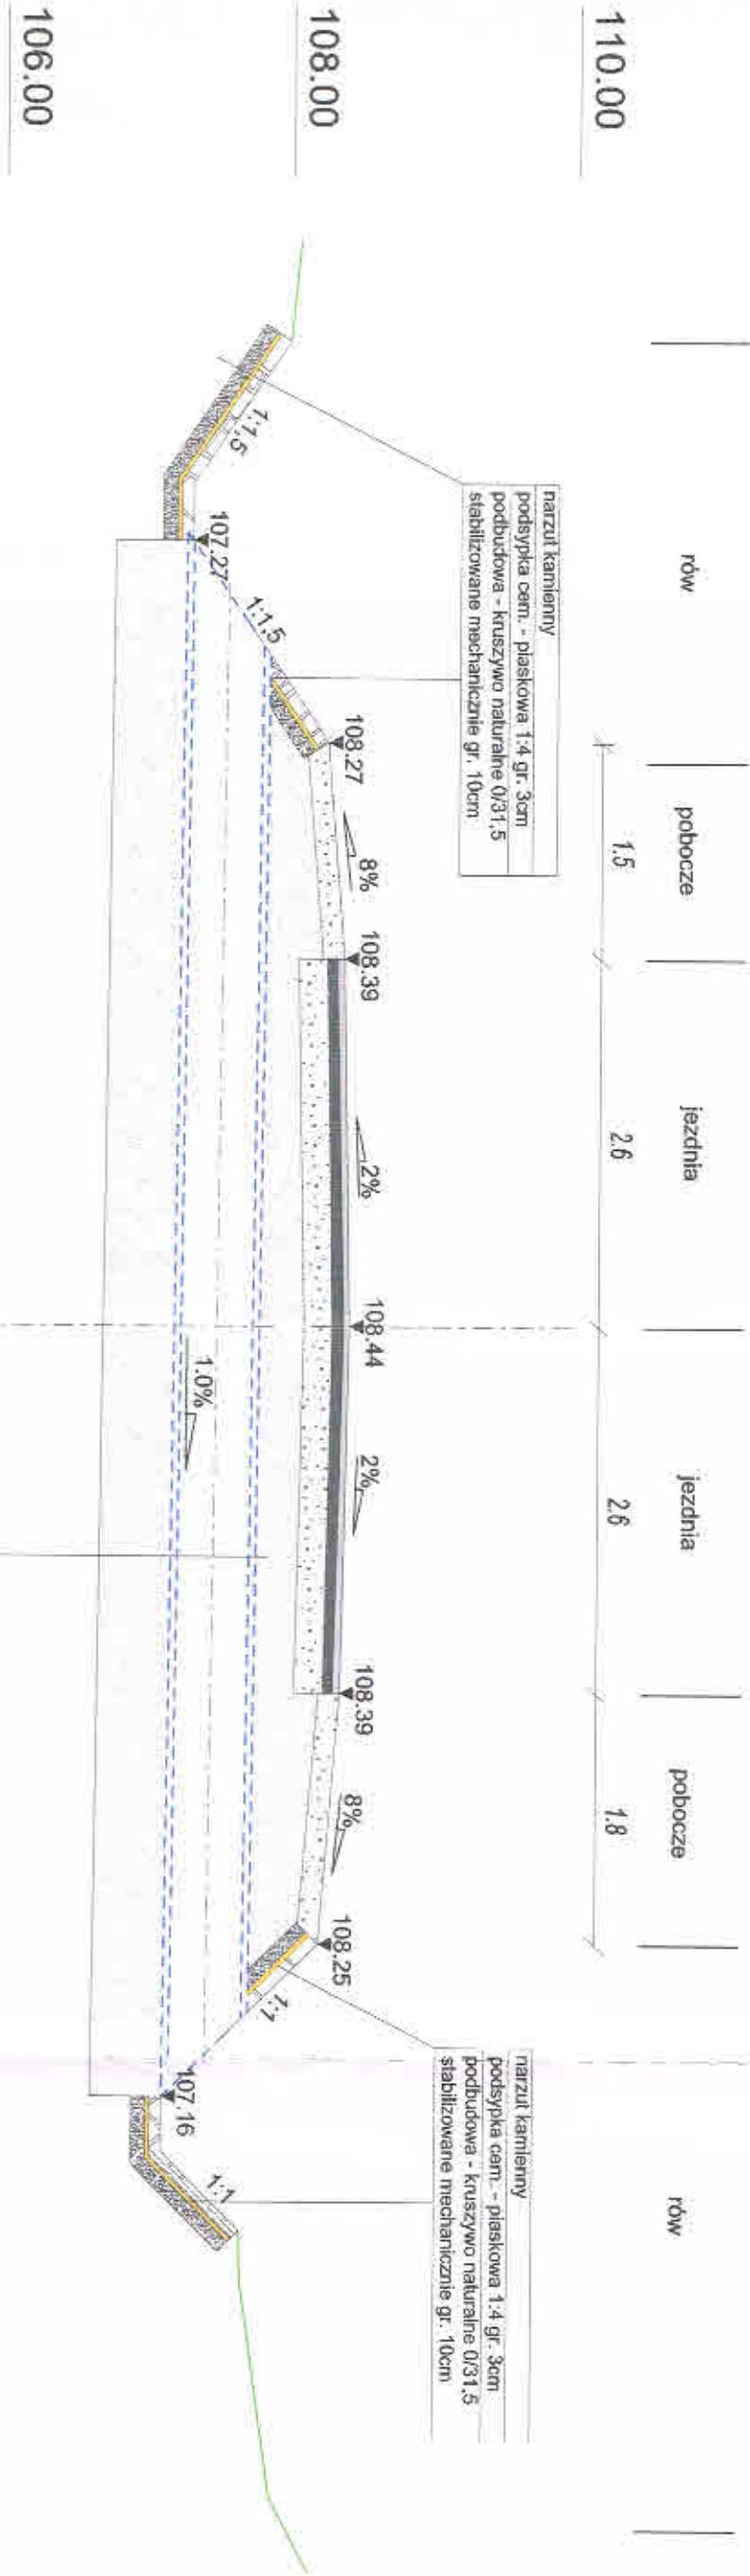 110.00
108.00
106.00
rów
pobocze
jezdnia
jezdnia
pobocze
rów
1.5
2.6
2.6
1.8
narzut kamienny
podsypka cem. - piaskowa 1:4 gr. 3cm
podbudowa - kruszywo naturalne 0/31,5
stabilizowane mechanicznie gr. 10cm
narzut kamienny
podsypka cem. - piaskowa 1:4 gr. 3cm
podbudowa - kruszywo naturalne 0/31,5
stabilizowane mechanicznie gr. 10cm
108.27
108.39
108.44
108.39
108.25
8%
2%
2%
8%
1:1,5
107.27
1:1,5
1.0%
1:1
107.16
1:1